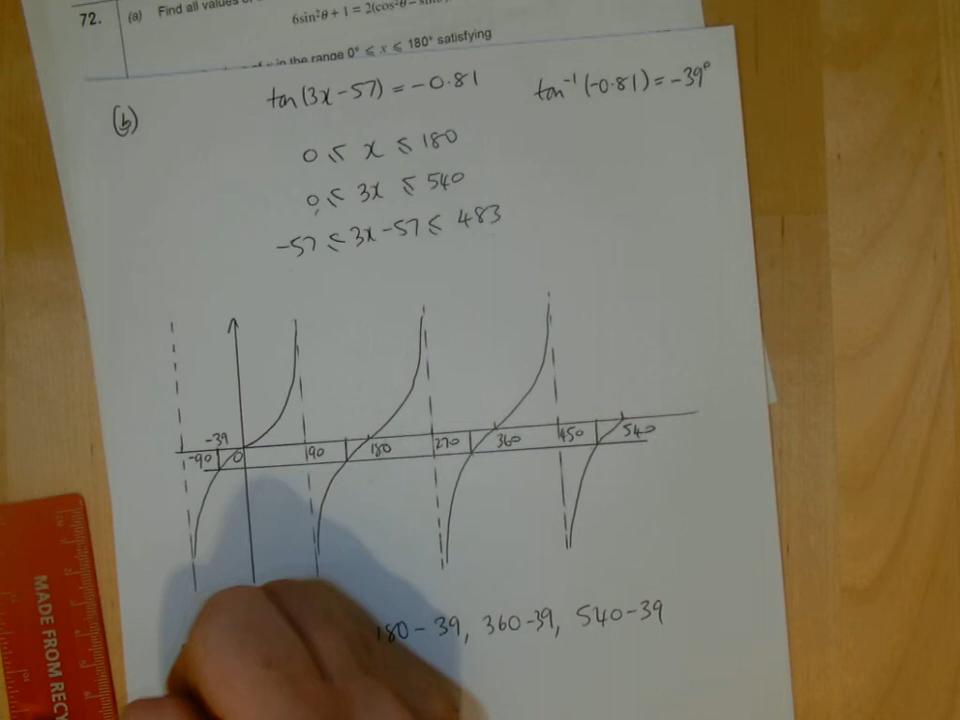 72. (a) Find all values
6sin²θ + 1 = 2(cos²θ −
in the range 0° ⩽ x ⩽ 180° satisfying
(b) tan(3x − 57) = −0.81 tan⁻¹(−0.81) = −39°
0 ⩽ x ⩽ 180
0 ⩽ 3x ⩽ 540
−57 ⩽ 3x − 57 ⩽ 483
−39
−90 0 90 180 270 360 450 540
180 − 39, 360 − 39, 540 − 39
MADE FROM RECY